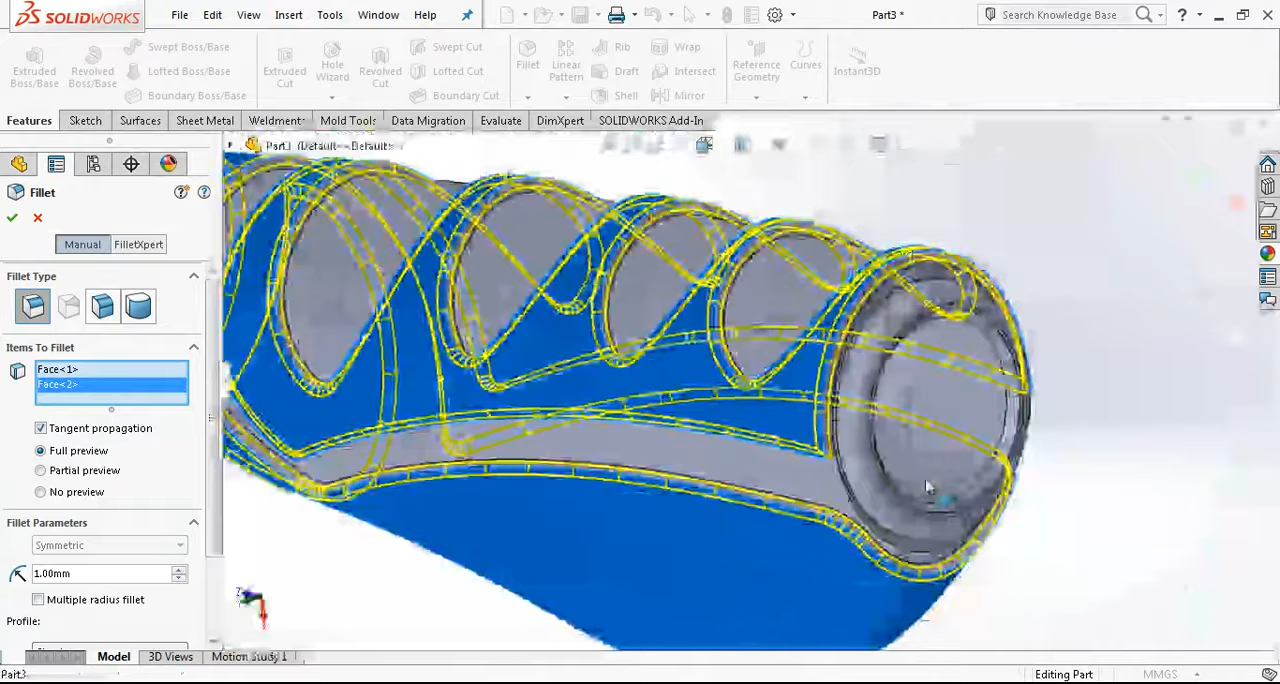 SOLIDWORKS
File Edit View Insert Tools Window Help
Part3 *
Search Knowledge Base
Extruded Boss/Base
Revolved Boss/Base
Swept Boss/Base
Lofted Boss/Base
Boundary Boss/Base
Extruded Cut
Hole Wizard
Revolved Cut
Swept Cut
Lofted Cut
Boundary Cut
Fillet
Linear Pattern
Rib
Draft
Shell
Wrap
Intersect
Mirror
Reference Geometry
Curves
Instant3D
Features Sketch Surfaces Sheet Metal Weldments Mold Tools Data Migration Evaluate DimXpert SOLIDWORKS Add-In
Part3 (Default<<Default>
Fillet
Manual FilletXpert
Fillet Type
Items To Fillet
Face<1>
Face<2>
Tangent propagation
Full preview
Partial preview
No preview
Fillet Parameters
Symmetric
1.00mm
Multiple radius fillet
Profile:
Model 3D Views Motion Study 1
Part3
Editing Part
MMGS